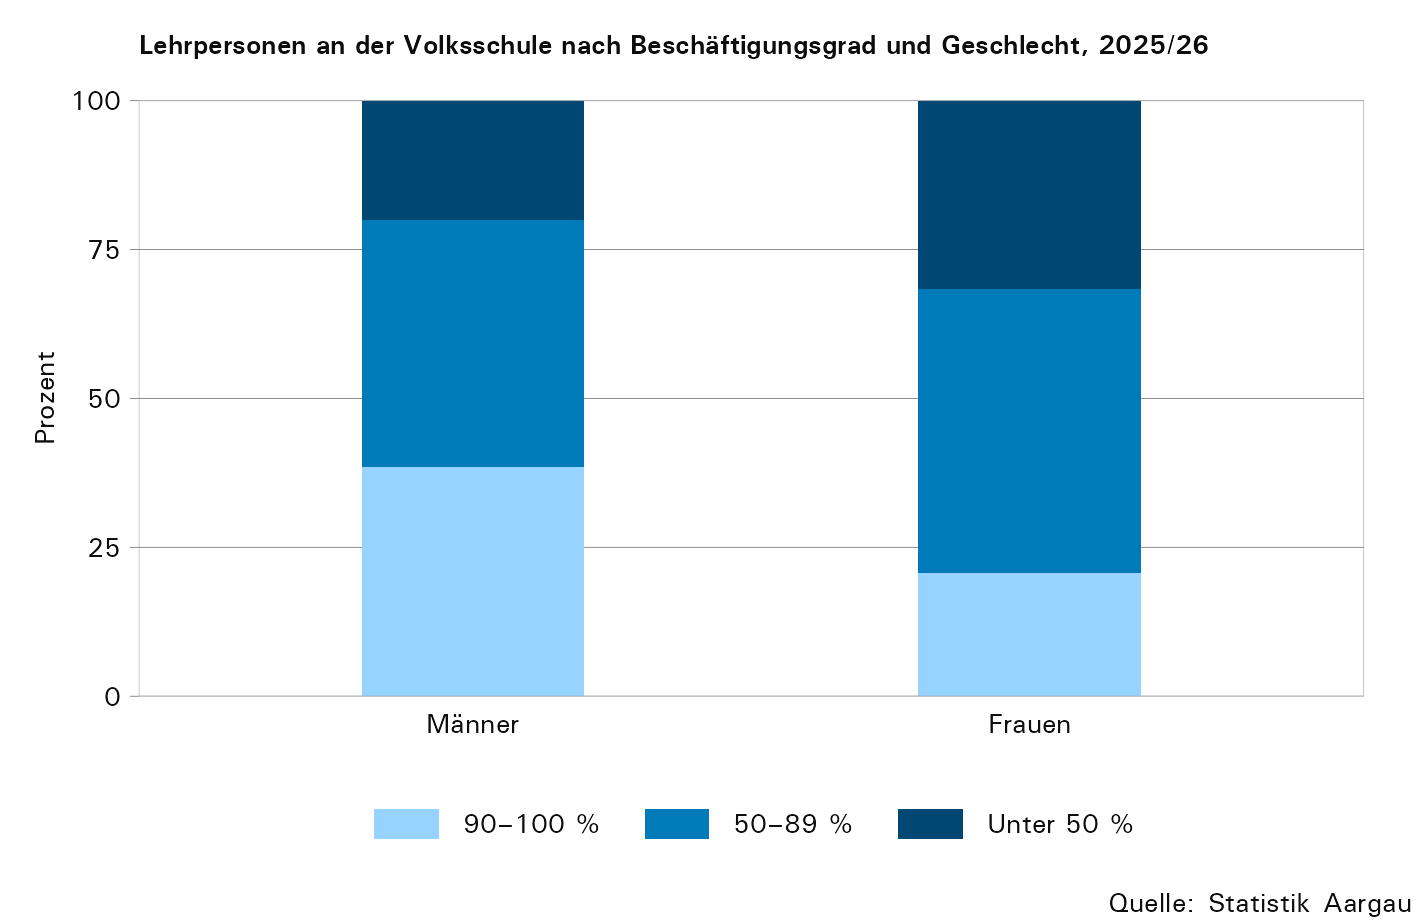 Lehrpersonen an der Volksschule nach Beschäftigungsgrad und Geschlecht, 2025/26
100
75
50
25
0
Prozent
Männer Frauen
90–100 % 50–89 % Unter 50 %
Quelle: Statistik Aargau